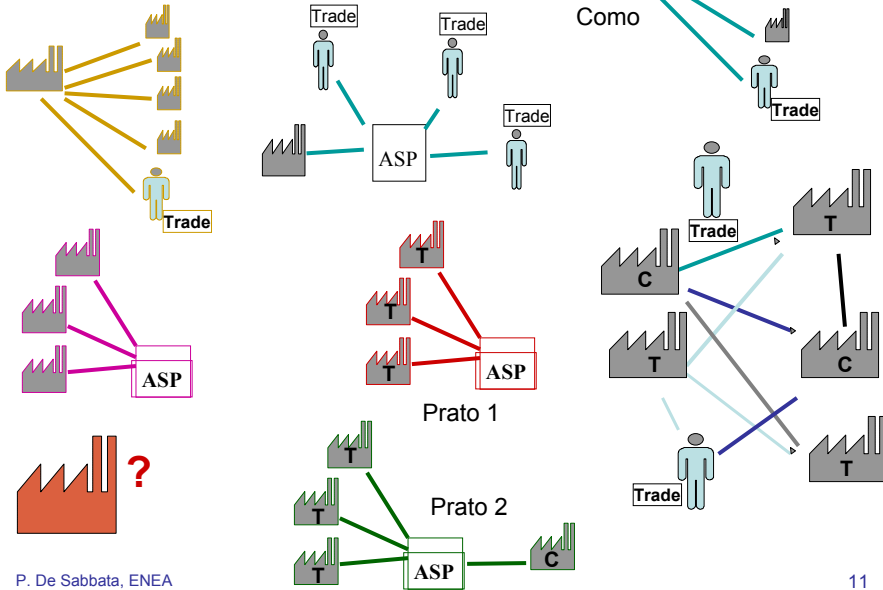 Trade
Trade
Como
Trade
ASP
Trade
Trade
Trade
T
C
T
T
T
C
T
ASP
ASP
Prato 1
T
?
T
Trade
T
Prato 2
T
ASP
C
T
P. De Sabbata, ENEA
11